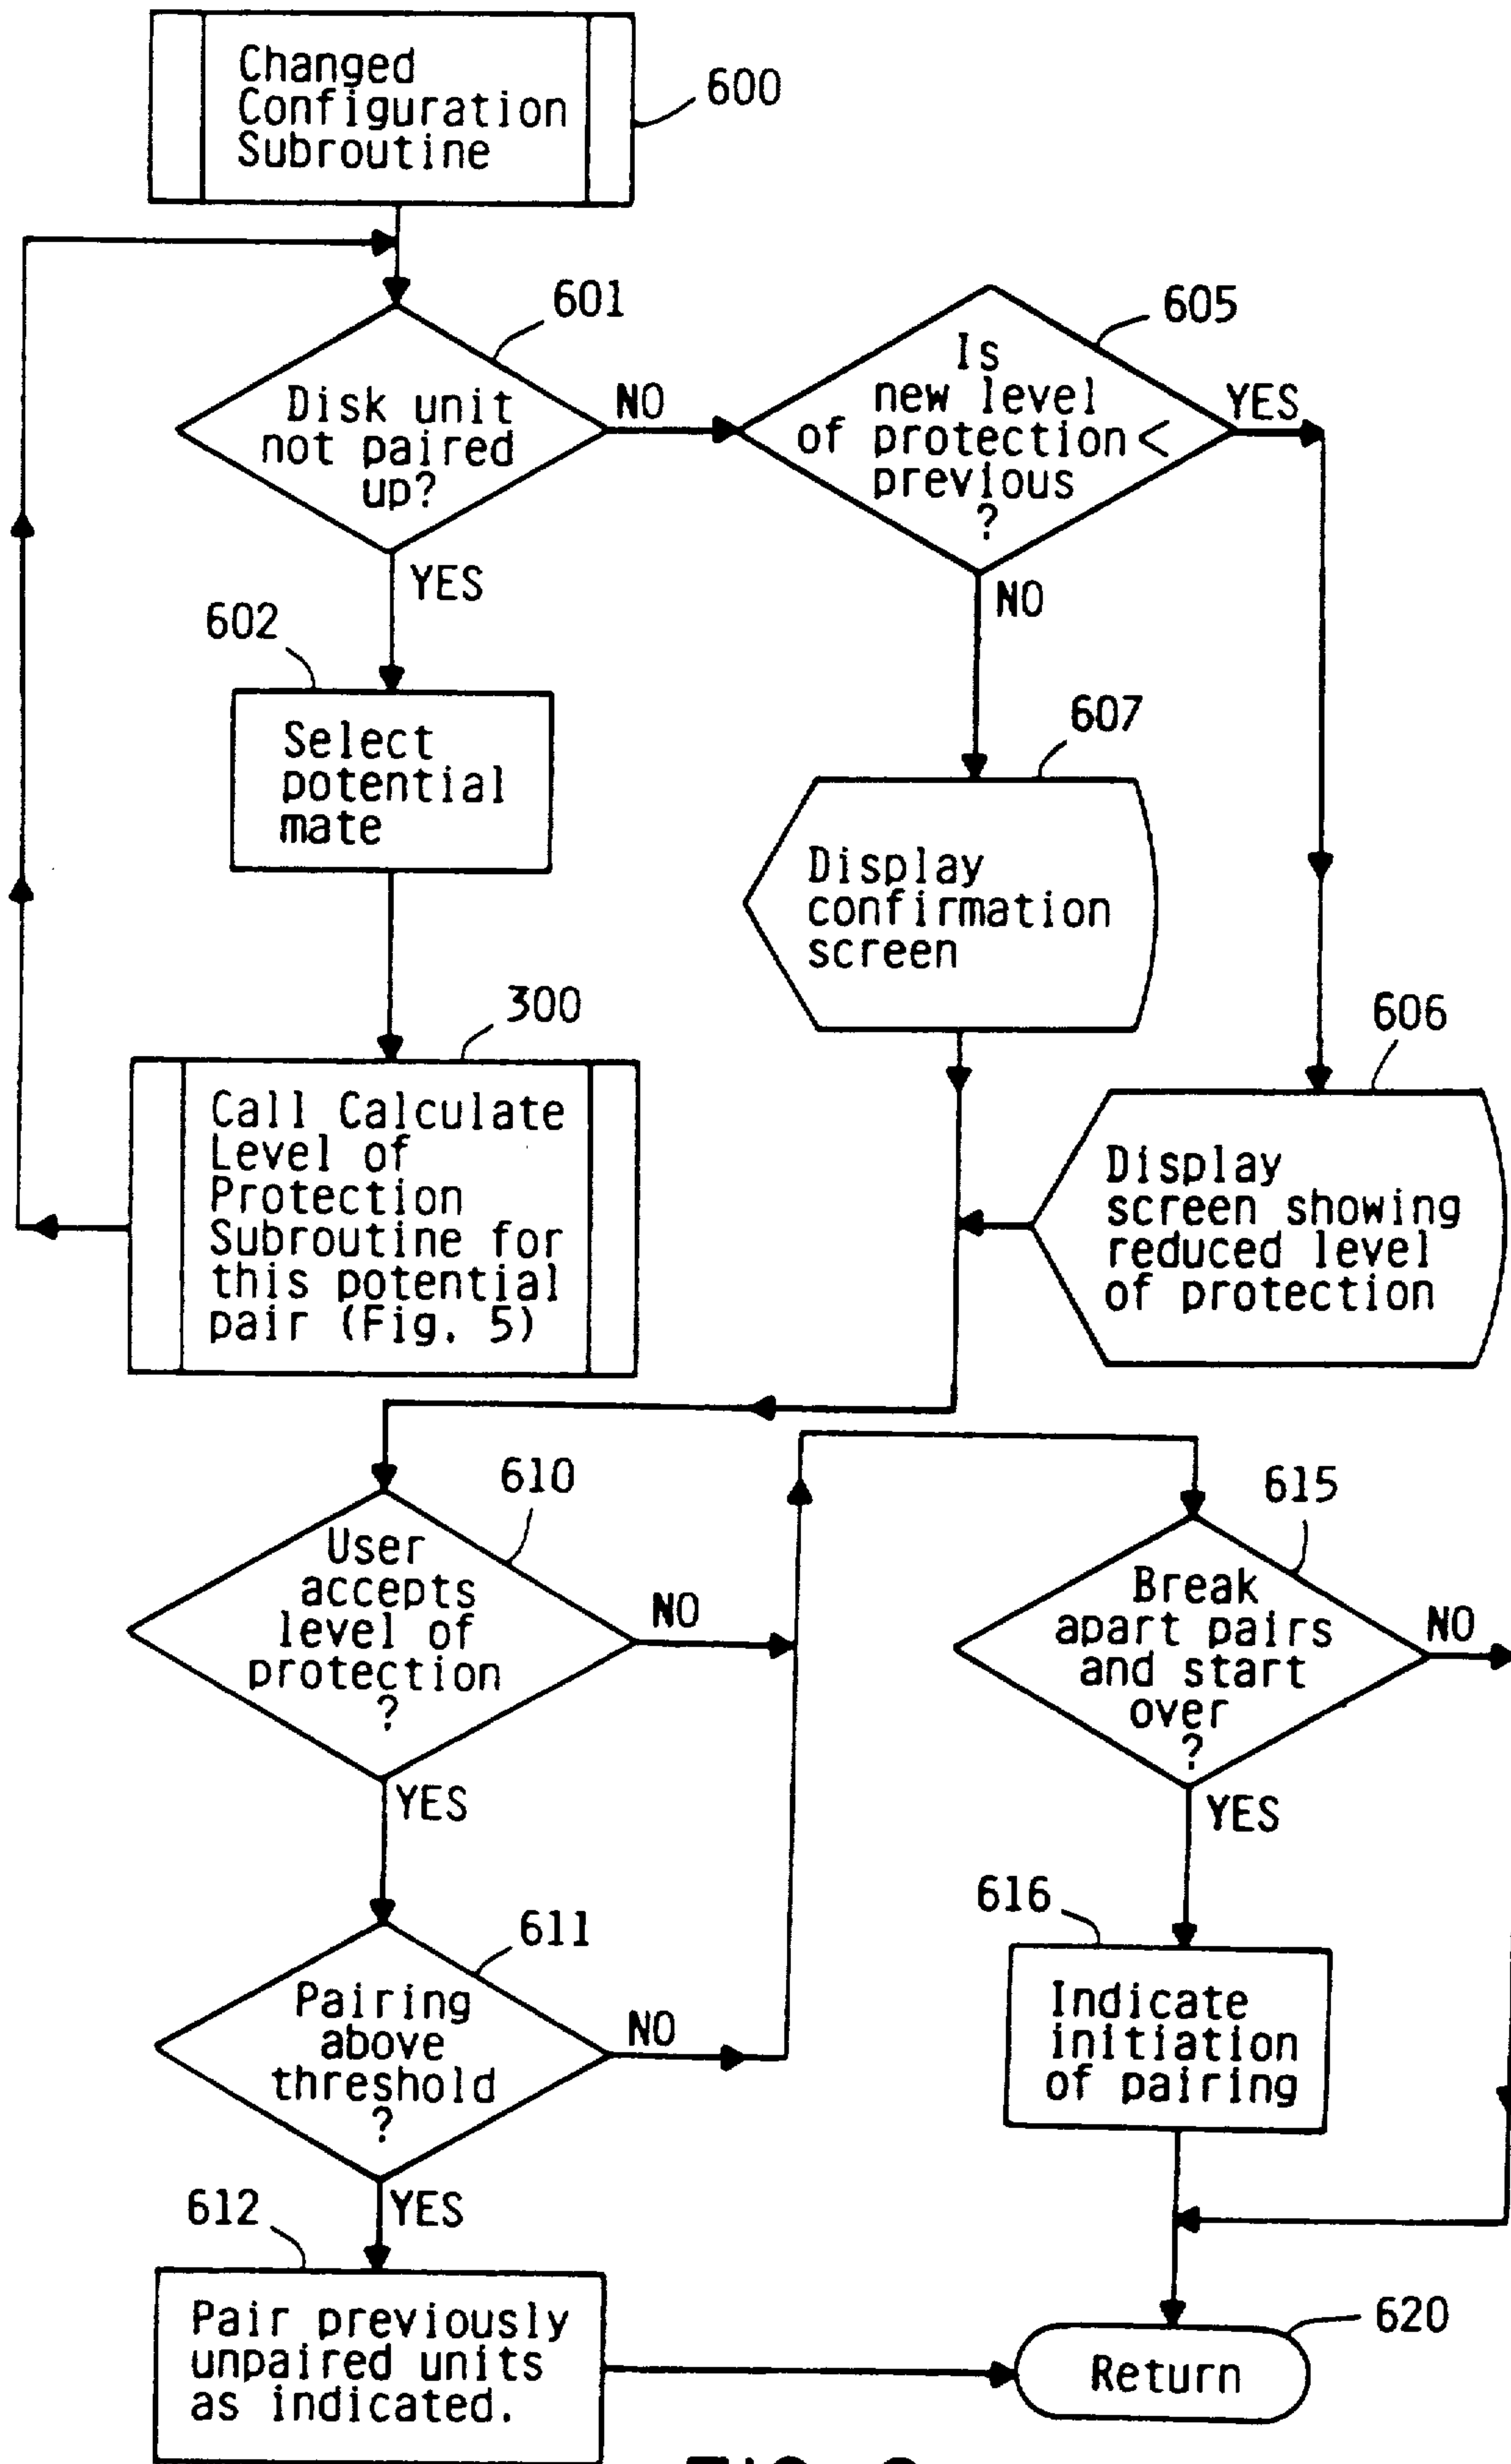 Changed
Configuration
Subroutine
600
601
Disk unit
not paired
up?
NO
YES
605
Is
new level
of protection <
previous
?
YES
NO
602
Select
potential
mate
607
Display
confirmation
screen
300
Call Calculate
Level of
Protection
Subroutine for
this potential
pair (Fig. 5)
606
Display
screen showing
reduced level
of protection
610
User
accepts
level of
protection
?
NO
YES
615
Break
apart pairs
and start
over
?
NO
YES
611
Pairing
above
threshold
?
NO
YES
616
Indicate
initiation
of pairing
612
Pair previously
unpaired units
as indicated.
620
Return